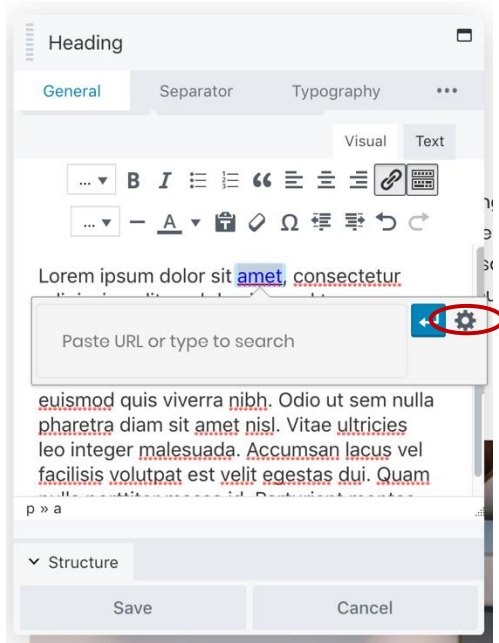 Heading
General Separator Typography •••
Visual Text
... ▾ B I
... ▾ A ▾ Ω
Lorem ipsum dolor sit amet, consectetur
Paste URL or type to search
euismod quis viverra nibh. Odio ut sem nulla
pharetra diam sit amet nisl. Vitae ultricies
leo integer malesuada. Accumsan lacus vel
facilisis volutpat est velit egestas dui. Quam
p » a
Structure
Save Cancel